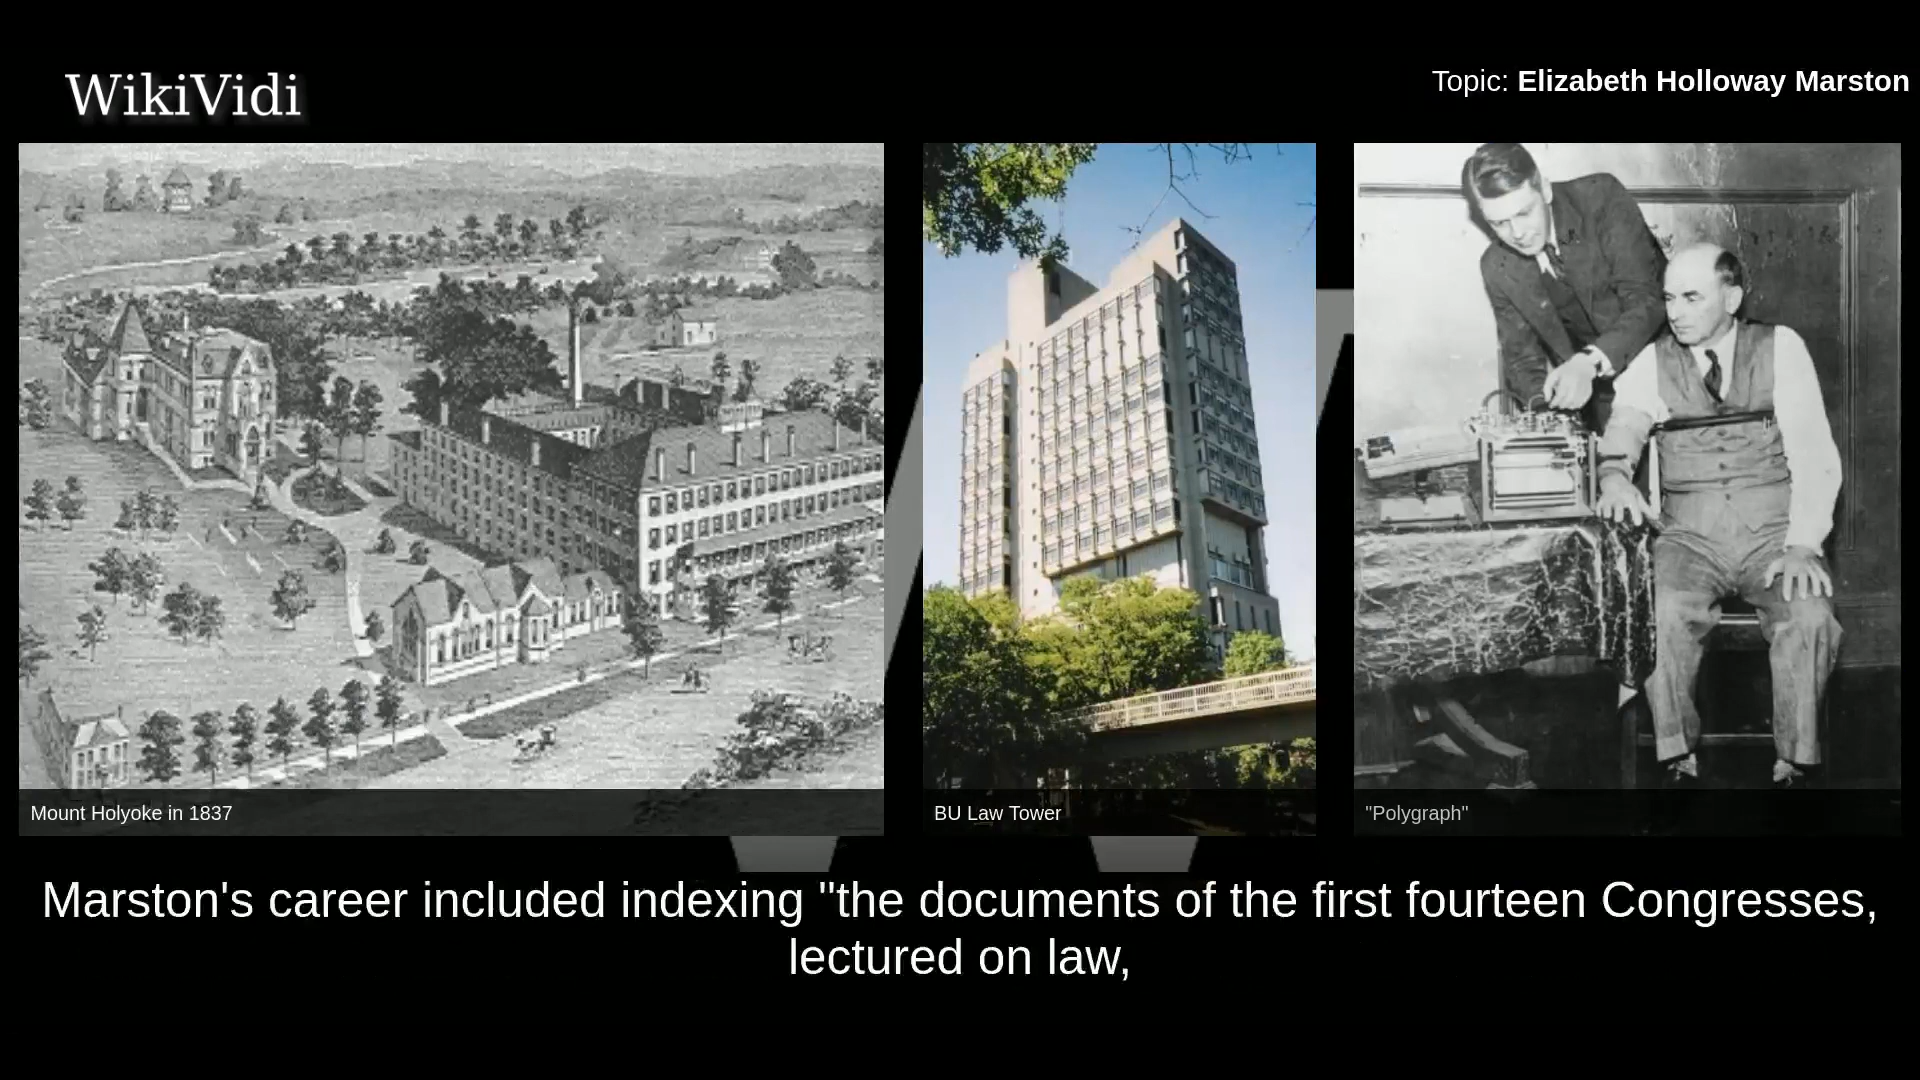 WikiVidi
Topic: Elizabeth Holloway Marston
Mount Holyoke in 1837
BU Law Tower
"Polygraph"
Marston's career included indexing "the documents of the first fourteen Congresses,
lectured on law,